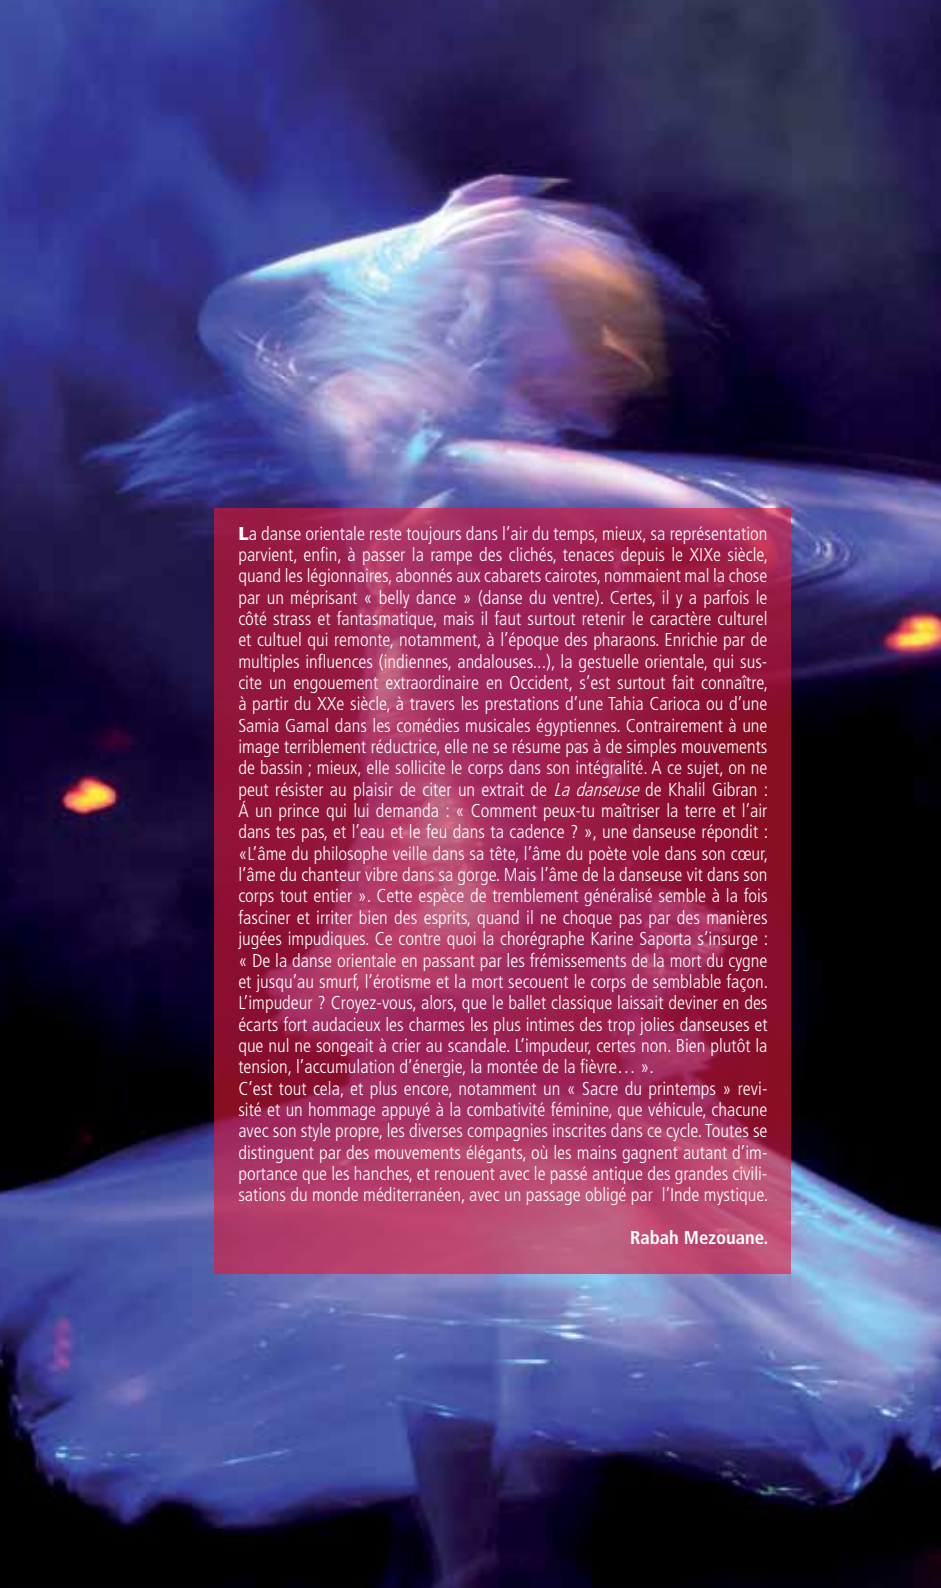 La danse orientale reste toujours dans l'air du temps, mieux, sa représentation
parvient, enfin, à passer la rampe des clichés, tenaces depuis le XIXe siècle,
quand les légionnaires, abonnés aux cabarets cairotes, nommaient mal la chose
par un méprisant « belly dance » (danse du ventre). Certes, il y a parfois le
côté strass et fantasmatique, mais il faut surtout retenir le caractère culturel
et cultuel qui remonte, notamment, à l'époque des pharaons. Enrichie par de
multiples influences (indiennes, andalouses...), la gestuelle orientale, qui sus-
cite un engouement extraordinaire en Occident, s'est surtout fait connaître,
à partir du XXe siècle, à travers les prestations d'une Tahia Carioca ou d'une
Samia Gamal dans les comédies musicales égyptiennes. Contrairement à une
image terriblement réductrice, elle ne se résume pas à de simples mouvements
de bassin ; mieux, elle sollicite le corps dans son intégralité. A ce sujet, on ne
peut résister au plaisir de citer un extrait de La danseuse de Khalil Gibran :
Á un prince qui lui demanda : « Comment peux-tu maîtriser la terre et l'air
dans tes pas, et l'eau et le feu dans ta cadence ? », une danseuse répondit :
«L'âme du philosophe veille dans sa tête, l'âme du poète vole dans son cœur,
l'âme du chanteur vibre dans sa gorge. Mais l'âme de la danseuse vit dans son
corps tout entier ». Cette espèce de tremblement généralisé semble à la fois
fasciner et irriter bien des esprits, quand il ne choque pas par des manières
jugées impudiques. Ce contre quoi la chorégraphe Karine Saporta s'insurge :
« De la danse orientale en passant par les frémissements de la mort du cygne
et jusqu'au smurf, l'érotisme et la mort secouent le corps de semblable façon.
L'impudeur ? Croyez-vous, alors, que le ballet classique laissait deviner en des
écarts fort audacieux les charmes les plus intimes des trop jolies danseuses et
que nul ne songeait à crier au scandale. L'impudeur, certes non. Bien plutôt la
tension, l'accumulation d'énergie, la montée de la fièvre… ».
C'est tout cela, et plus encore, notamment un « Sacre du printemps » revi-
sité et un hommage appuyé à la combativité féminine, que véhicule, chacune
avec son style propre, les diverses compagnies inscrites dans ce cycle. Toutes se
distinguent par des mouvements élégants, où les mains gagnent autant d'im-
portance que les hanches, et renouent avec le passé antique des grandes civili-
sations du monde méditerranéen, avec un passage obligé par l'Inde mystique.
Rabah Mezouane.